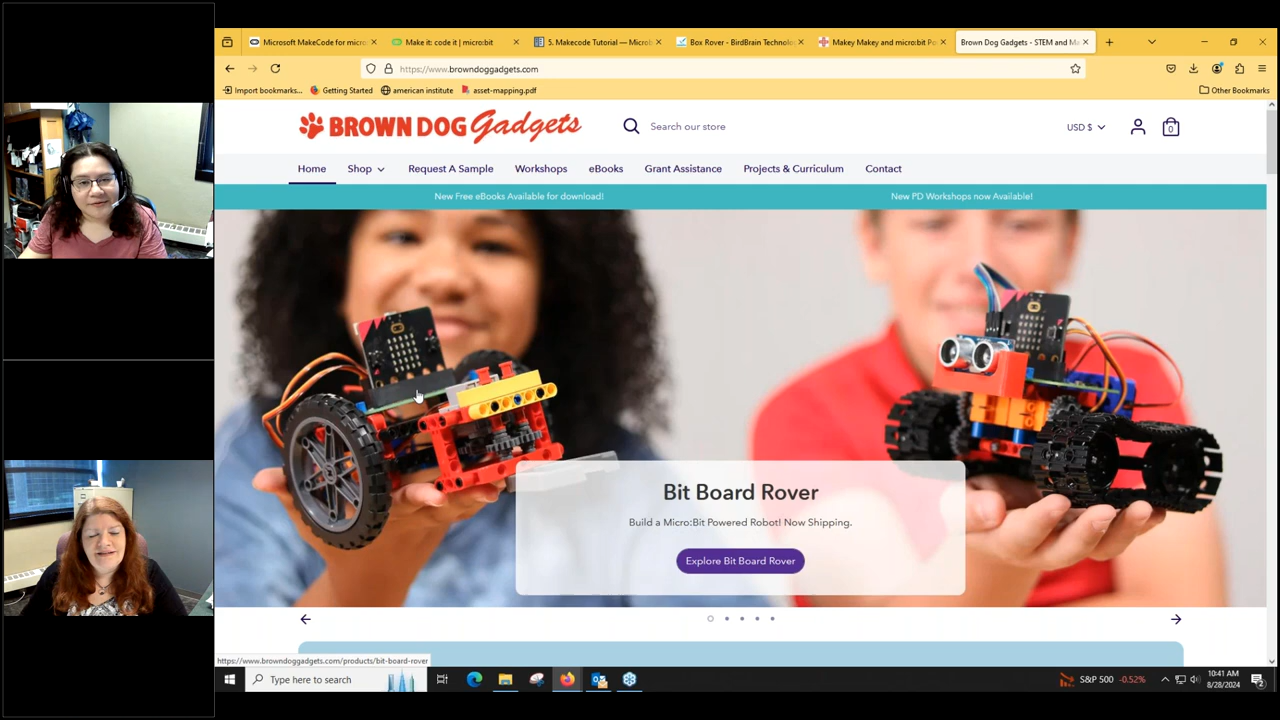 Microsoft MakeCode for micro:
Make it: code it | micro:bit
5. Makecode Tutorial — Microbi
Box Rover - BirdBrain Technolo
Makey Makey and micro:bit Po
Brown Dog Gadgets - STEM and Ma
https://www.browndoggadgets.com
Import bookmarks...
Getting Started
american institute
asset-mapping.pdf
Other Bookmarks
BROWN DOG Gadgets
Search our store
USD $
0
Home
Shop
Request A Sample
Workshops
eBooks
Grant Assistance
Projects & Curriculum
Contact
New Free eBooks Available for download!
New PD Workshops now Available!
Bit Board Rover
Build a Micro:Bit Powered Robot! Now Shipping.
Explore Bit Board Rover
https://www.browndoggadgets.com/products/bit-board-rover
Type here to search
S&P 500 -0.52%
10:41 AM
8/28/2024
2